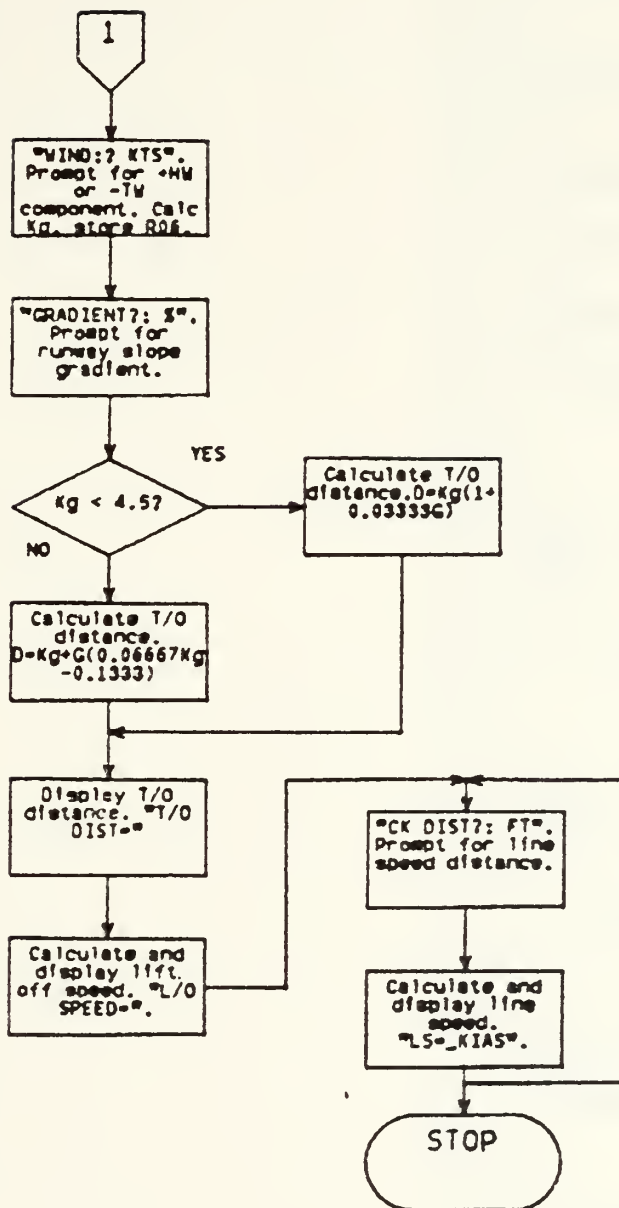 1
"WIND:? KTS".
Prompt for +HW
or -TW
component. Calc
Kg. store R06.
"GRADIENT?: %".
Prompt for
runway slope
gradient.
YES
Kg < 4.5?
NO
Calculate T/O
distance.D=Kg(1+
0.03333G)
Calculate T/O
distance.
D=Kg+G(0.06667Kg
-0.1333)
Display T/O
distance. "T/O
DIST="
Calculate and
display lift
off speed. "L/O
SPEED=".
"CK DIST?: FT".
Prompt for line
speed distance.
Calculate and
display line
speed.
"LS=_KIAS".
STOP